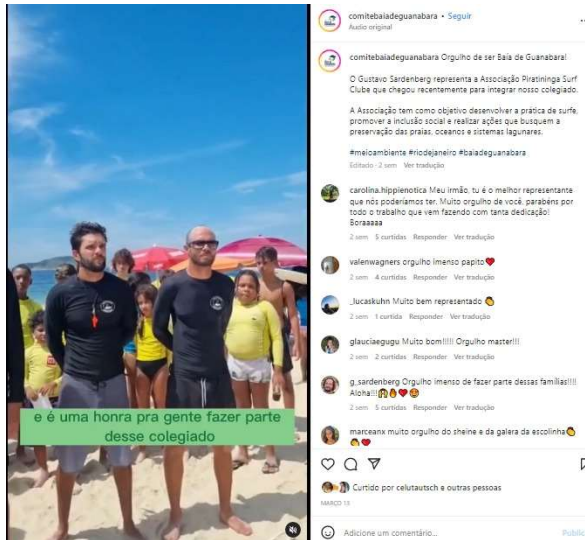 e é uma honra pra gente fazer parte
desse colegiado
comitebaiadeguanabara • Seguir
Áudio original
comitebaiadeguanabara Orgulho de ser Baía de Guanabara!
O Gustavo Sardenberg representa a Associação Piratininga Surf
Clube que chegou recentemente para integrar nosso colegiado.
A Associação tem como objetivo desenvolver a prática de surfe,
promover a inclusão social e realizar ações que busquem a
preservação das praias, oceanos e sistemas lagunares.
#meioambiente #riodejaneiro #baiadeguanabara
Editado · 2 sem Ver tradução
carolina.hippienotica Meu irmão, tu é o melhor representante
que nós poderíamos ter. Muito orgulho de você, parabéns por
todo o trabalho que vem fazendo com tanta dedicação!
Boraaaaa
2 sem 5 curtidas Responder Ver tradução
valenwagners orgulho imenso papito❤️
2 sem 4 curtidas Responder Ver tradução
_lucaskuhn Muito bem representado 👏
2 sem 1 curtida Responder Ver tradução
glauciaegugu Muito bom!!!!! Orgulho master!!!
2 sem 2 curtidas Responder Ver tradução
g_sardenberg Orgulho imenso de fazer parte dessas famílias!!!!
Aloha!!!
2 sem 5 curtidas Responder Ver tradução
marceanx muito orgulho do sheine e da galera da escolinha
Curtido por celutautsch e outras pessoas
MARÇO 13
Adicione um comentário...